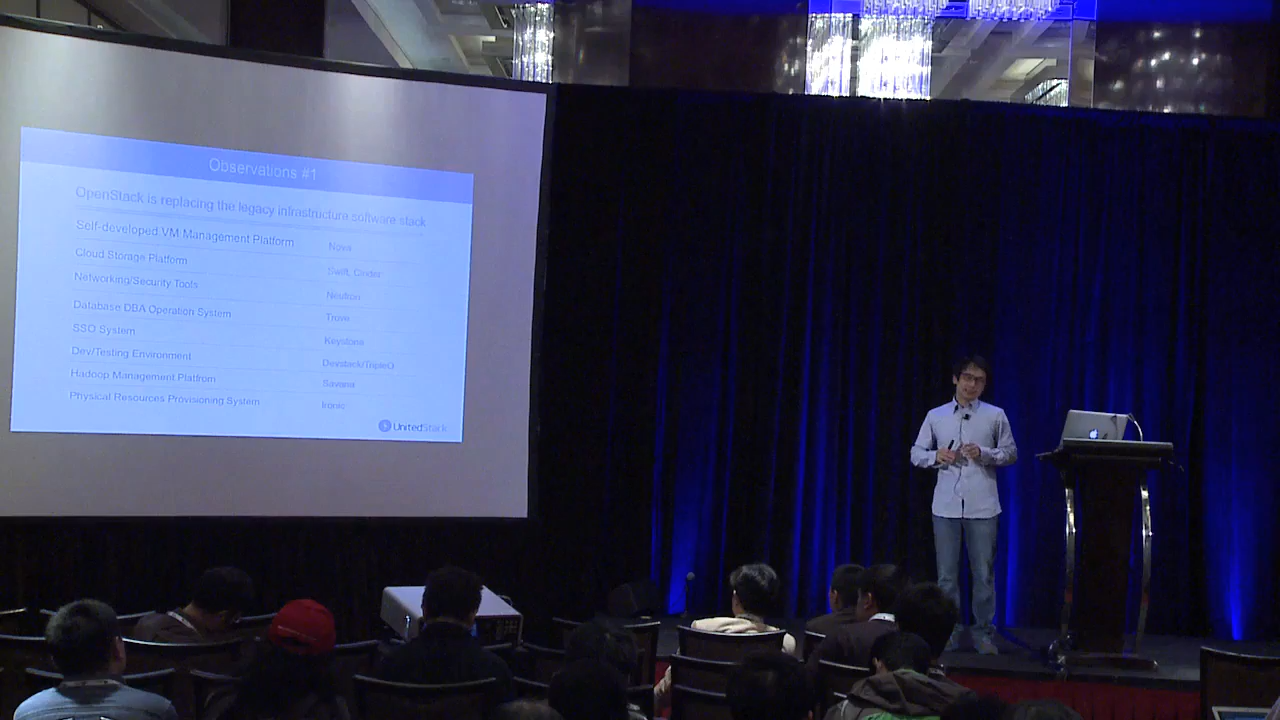 Observations #1
OpenStack is replacing the legacy infrastructure software stack
Self-developed VM Management Platform Nova
Cloud Storage Platform Swift, Cinder
Networking/Security Tools Neutron
Database DBA Operation System Trove
SSO System Keystone
Dev/Testing Environment Devstack/TripleO
Hadoop Management Platfrom Savana
Physical Resources Provisioning System Ironic
UnitedStack